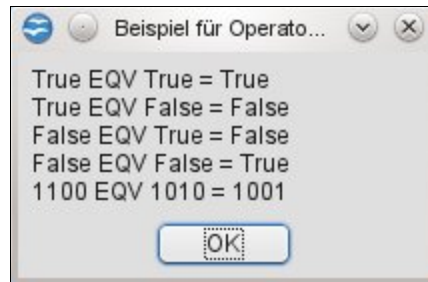 Beispiel für Operato...
True EQV True = True
True EQV False = False
False EQV True = False
False EQV False = True
1100 EQV 1010 = 1001
OK